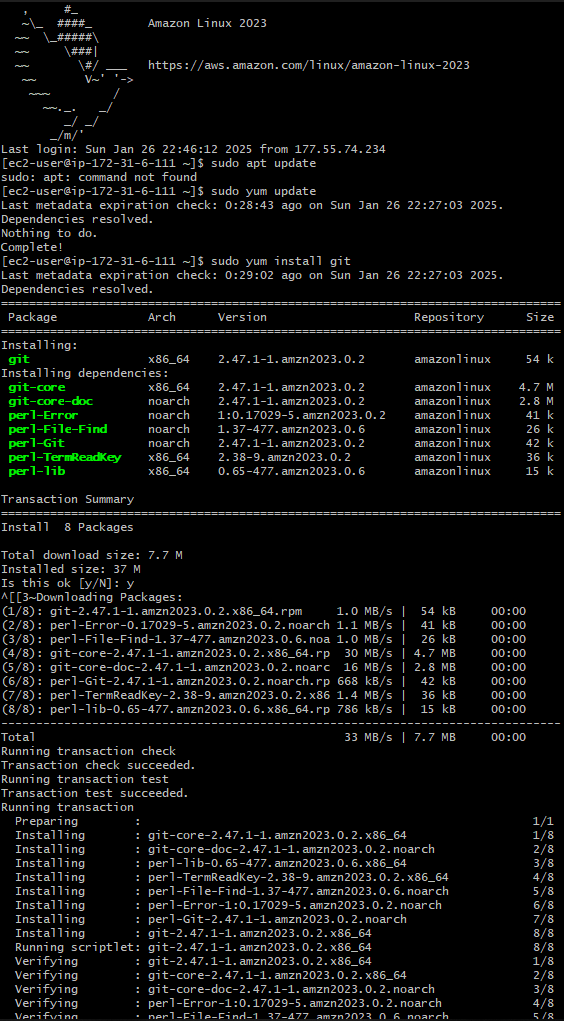 ,     #_
  ~\_  ####_        Amazon Linux 2023
 ~~  \_#####\
 ~~     \###|
 ~~       \#/ ___   https://aws.amazon.com/linux/amazon-linux-2023
  ~~       V~' '->
   ~~~         /
     ~~._.   _/
        _/ _/
      _/m/'
Last login: Sun Jan 26 22:46:12 2025 from 177.55.74.234
[ec2-user@ip-172-31-6-111 ~]$ sudo apt update
sudo: apt: command not found
[ec2-user@ip-172-31-6-111 ~]$ sudo yum update
Last metadata expiration check: 0:28:43 ago on Sun Jan 26 22:27:03 2025.
Dependencies resolved.
Nothing to do.
Complete!
[ec2-user@ip-172-31-6-111 ~]$ sudo yum install git
Last metadata expiration check: 0:29:02 ago on Sun Jan 26 22:27:03 2025.
Dependencies resolved.
================================================================================
 Package             Arch      Version                     Repository      Size
================================================================================
Installing:
 git                 x86_64    2.47.1-1.amzn2023.0.2       amazonlinux     54 k
Installing dependencies:
 git-core            x86_64    2.47.1-1.amzn2023.0.2       amazonlinux    4.7 M
 git-core-doc        noarch    2.47.1-1.amzn2023.0.2       amazonlinux    2.8 M
 perl-Error          noarch    1:0.17029-5.amzn2023.0.2    amazonlinux     41 k
 perl-File-Find      noarch    1.37-477.amzn2023.0.6       amazonlinux     26 k
 perl-Git            noarch    2.47.1-1.amzn2023.0.2       amazonlinux     42 k
 perl-TermReadKey    x86_64    2.38-9.amzn2023.0.2         amazonlinux     36 k
 perl-lib            x86_64    0.65-477.amzn2023.0.6       amazonlinux     15 k
Transaction Summary
================================================================================
Install  8 Packages
Total download size: 7.7 M
Installed size: 37 M
Is this ok [y/N]: y
^[[3~Downloading Packages:
(1/8): git-2.47.1-1.amzn2023.0.2.x86_64.rpm     1.0 MB/s |  54 kB     00:00
(2/8): perl-Error-0.17029-5.amzn2023.0.2.noarch 1.1 MB/s |  41 kB     00:00
(3/8): perl-File-Find-1.37-477.amzn2023.0.6.noa 1.0 MB/s |  26 kB     00:00
(4/8): git-core-2.47.1-1.amzn2023.0.2.x86_64.rp  30 MB/s | 4.7 MB     00:00
(5/8): git-core-doc-2.47.1-1.amzn2023.0.2.noarc  16 MB/s | 2.8 MB     00:00
(6/8): perl-Git-2.47.1-1.amzn2023.0.2.noarch.rp 668 kB/s |  42 kB     00:00
(7/8): perl-TermReadKey-2.38-9.amzn2023.0.2.x86 1.4 MB/s |  36 kB     00:00
(8/8): perl-lib-0.65-477.amzn2023.0.6.x86_64.rp 786 kB/s |  15 kB     00:00
--------------------------------------------------------------------------------
Total                                            33 MB/s | 7.7 MB     00:00
Running transaction check
Transaction check succeeded.
Running transaction test
Transaction test succeeded.
Running transaction
  Preparing        :                                                        1/1
  Installing       : git-core-2.47.1-1.amzn2023.0.2.x86_64                  1/8
  Installing       : git-core-doc-2.47.1-1.amzn2023.0.2.noarch              2/8
  Installing       : perl-lib-0.65-477.amzn2023.0.6.x86_64                  3/8
  Installing       : perl-TermReadKey-2.38-9.amzn2023.0.2.x86_64            4/8
  Installing       : perl-File-Find-1.37-477.amzn2023.0.6.noarch            5/8
  Installing       : perl-Error-1:0.17029-5.amzn2023.0.2.noarch             6/8
  Installing       : perl-Git-2.47.1-1.amzn2023.0.2.noarch                  7/8
  Installing       : git-2.47.1-1.amzn2023.0.2.x86_64                       8/8
  Running scriptlet: git-2.47.1-1.amzn2023.0.2.x86_64                       8/8
  Verifying        : git-2.47.1-1.amzn2023.0.2.x86_64                       1/8
  Verifying        : git-core-2.47.1-1.amzn2023.0.2.x86_64                  2/8
  Verifying        : git-core-doc-2.47.1-1.amzn2023.0.2.noarch              3/8
  Verifying        : perl-Error-1:0.17029-5.amzn2023.0.2.noarch             4/8
  Verifying        : perl-File-Find-1.37-477.amzn2023.0.6.noarch            5/8